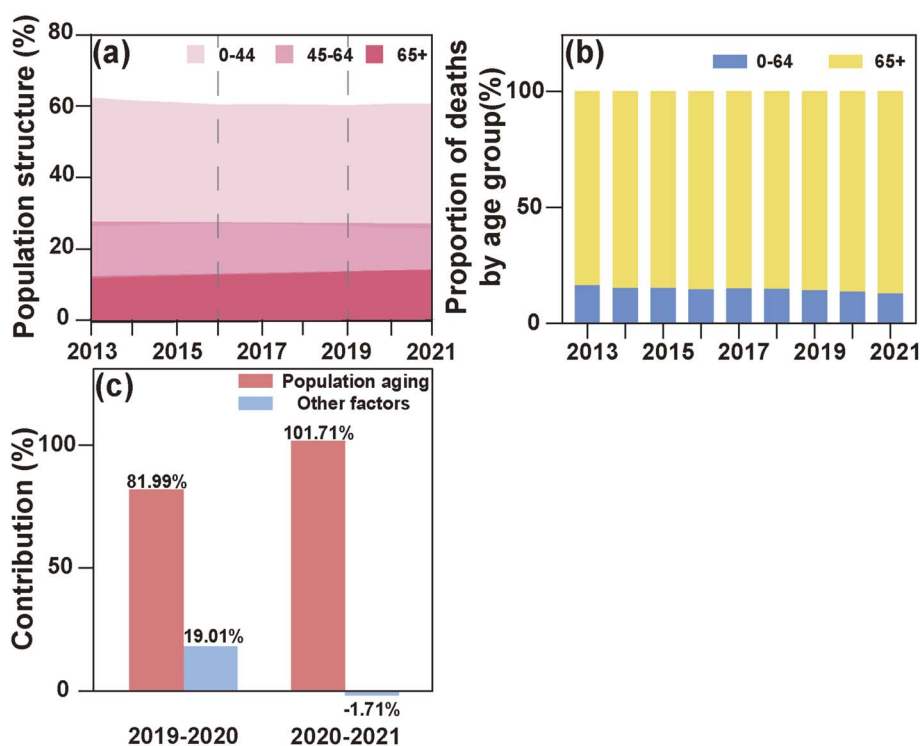 (a)
0-44 45-64 65+
Population structure (%)
80
60
40
20
0
2013 2015 2017 2019 2021
(b)
0-64 65+
Proportion of deaths
by age group(%)
100
50
0
2013 2015 2017 2019 2021
(c)
Population aging
Other factors
Contribution (%)
100
50
0
81.99%
19.01%
101.71%
-1.71%
2019-2020 2020-2021